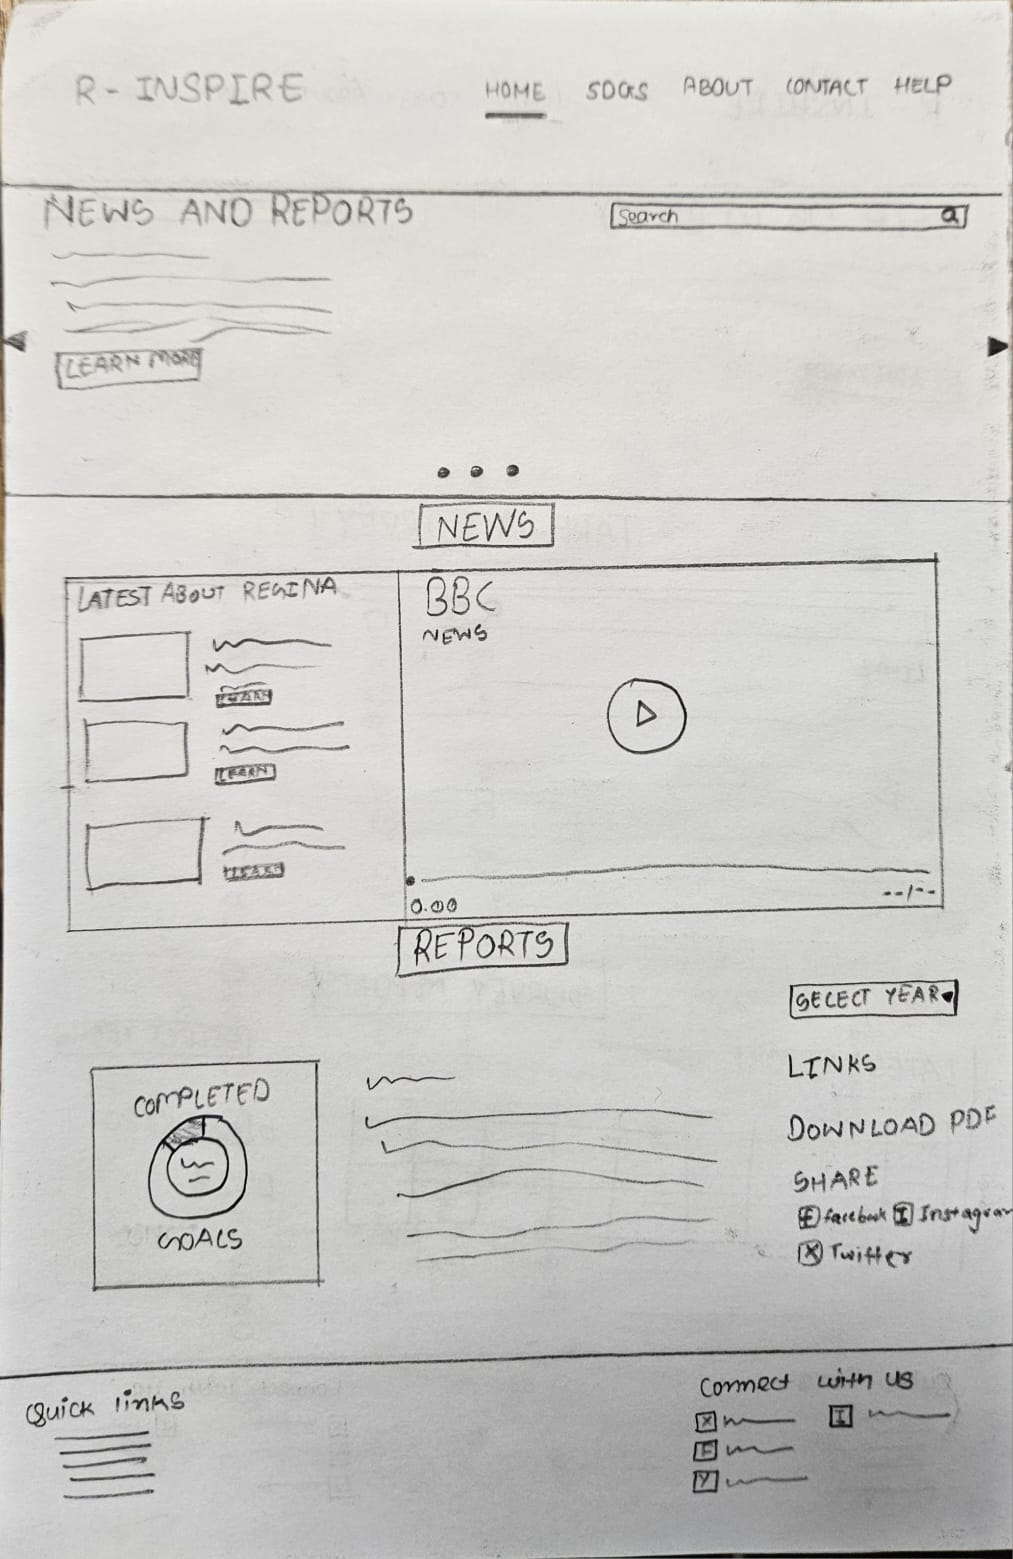 R-INSPIRE
HOME SDGS ABOUT CONTACT HELP
NEWS AND REPORTS
Search
LEARN MORE
NEWS
LATEST ABOUT REGINA
LEARN
LEARN
LEARN
BBC
NEWS
0.00
--/--
REPORTS
SELECT YEAR
COMPLETED
GOALS
LINKS
DOWNLOAD PDF
SHARE
F facebook I Instagram
X Twitter
Quick links
Connect with us
X I
F
Y